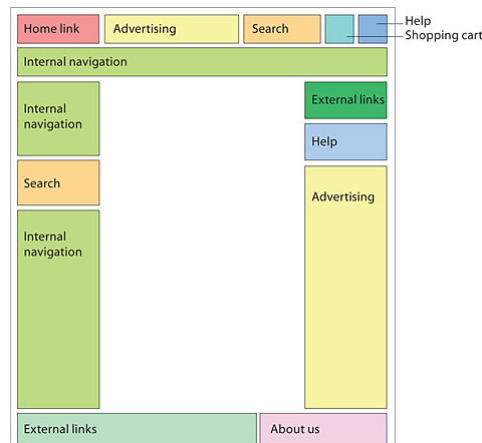 Home link
Advertising
Search
Help
Shopping cart
Internal navigation
Internal
navigation
External links
Help
Search
Advertising
Internal
navigation
External links
About us